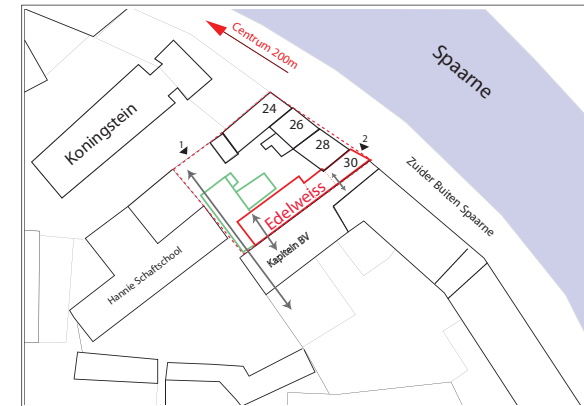 Centrum 200m
Spaarne
Koningstein
24
26
28
30
1
2
Zuider Buiten Spaarne
Edelweiss
Kapitein BV
Hannie Schaftschool